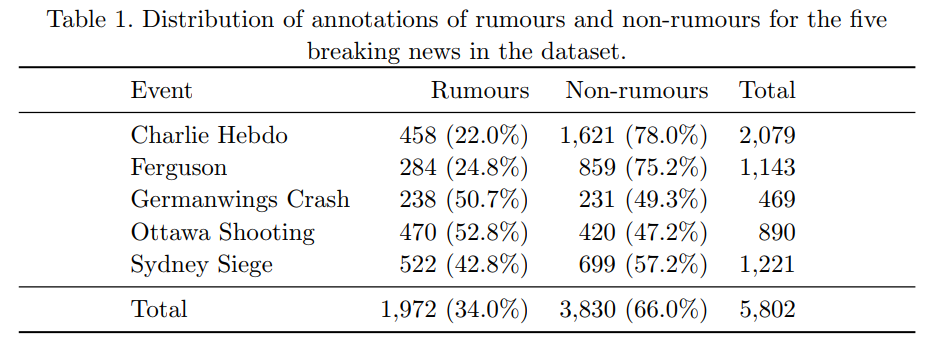 Table 1. Distribution of annotations of rumours and non-rumours for the five
breaking news in the dataset.
Event Rumours Non-rumours Total
Charlie Hebdo 458 (22.0%) 1,621 (78.0%) 2,079
Ferguson 284 (24.8%) 859 (75.2%) 1,143
Germanwings Crash 238 (50.7%) 231 (49.3%) 469
Ottawa Shooting 470 (52.8%) 420 (47.2%) 890
Sydney Siege 522 (42.8%) 699 (57.2%) 1,221
Total 1,972 (34.0%) 3,830 (66.0%) 5,802